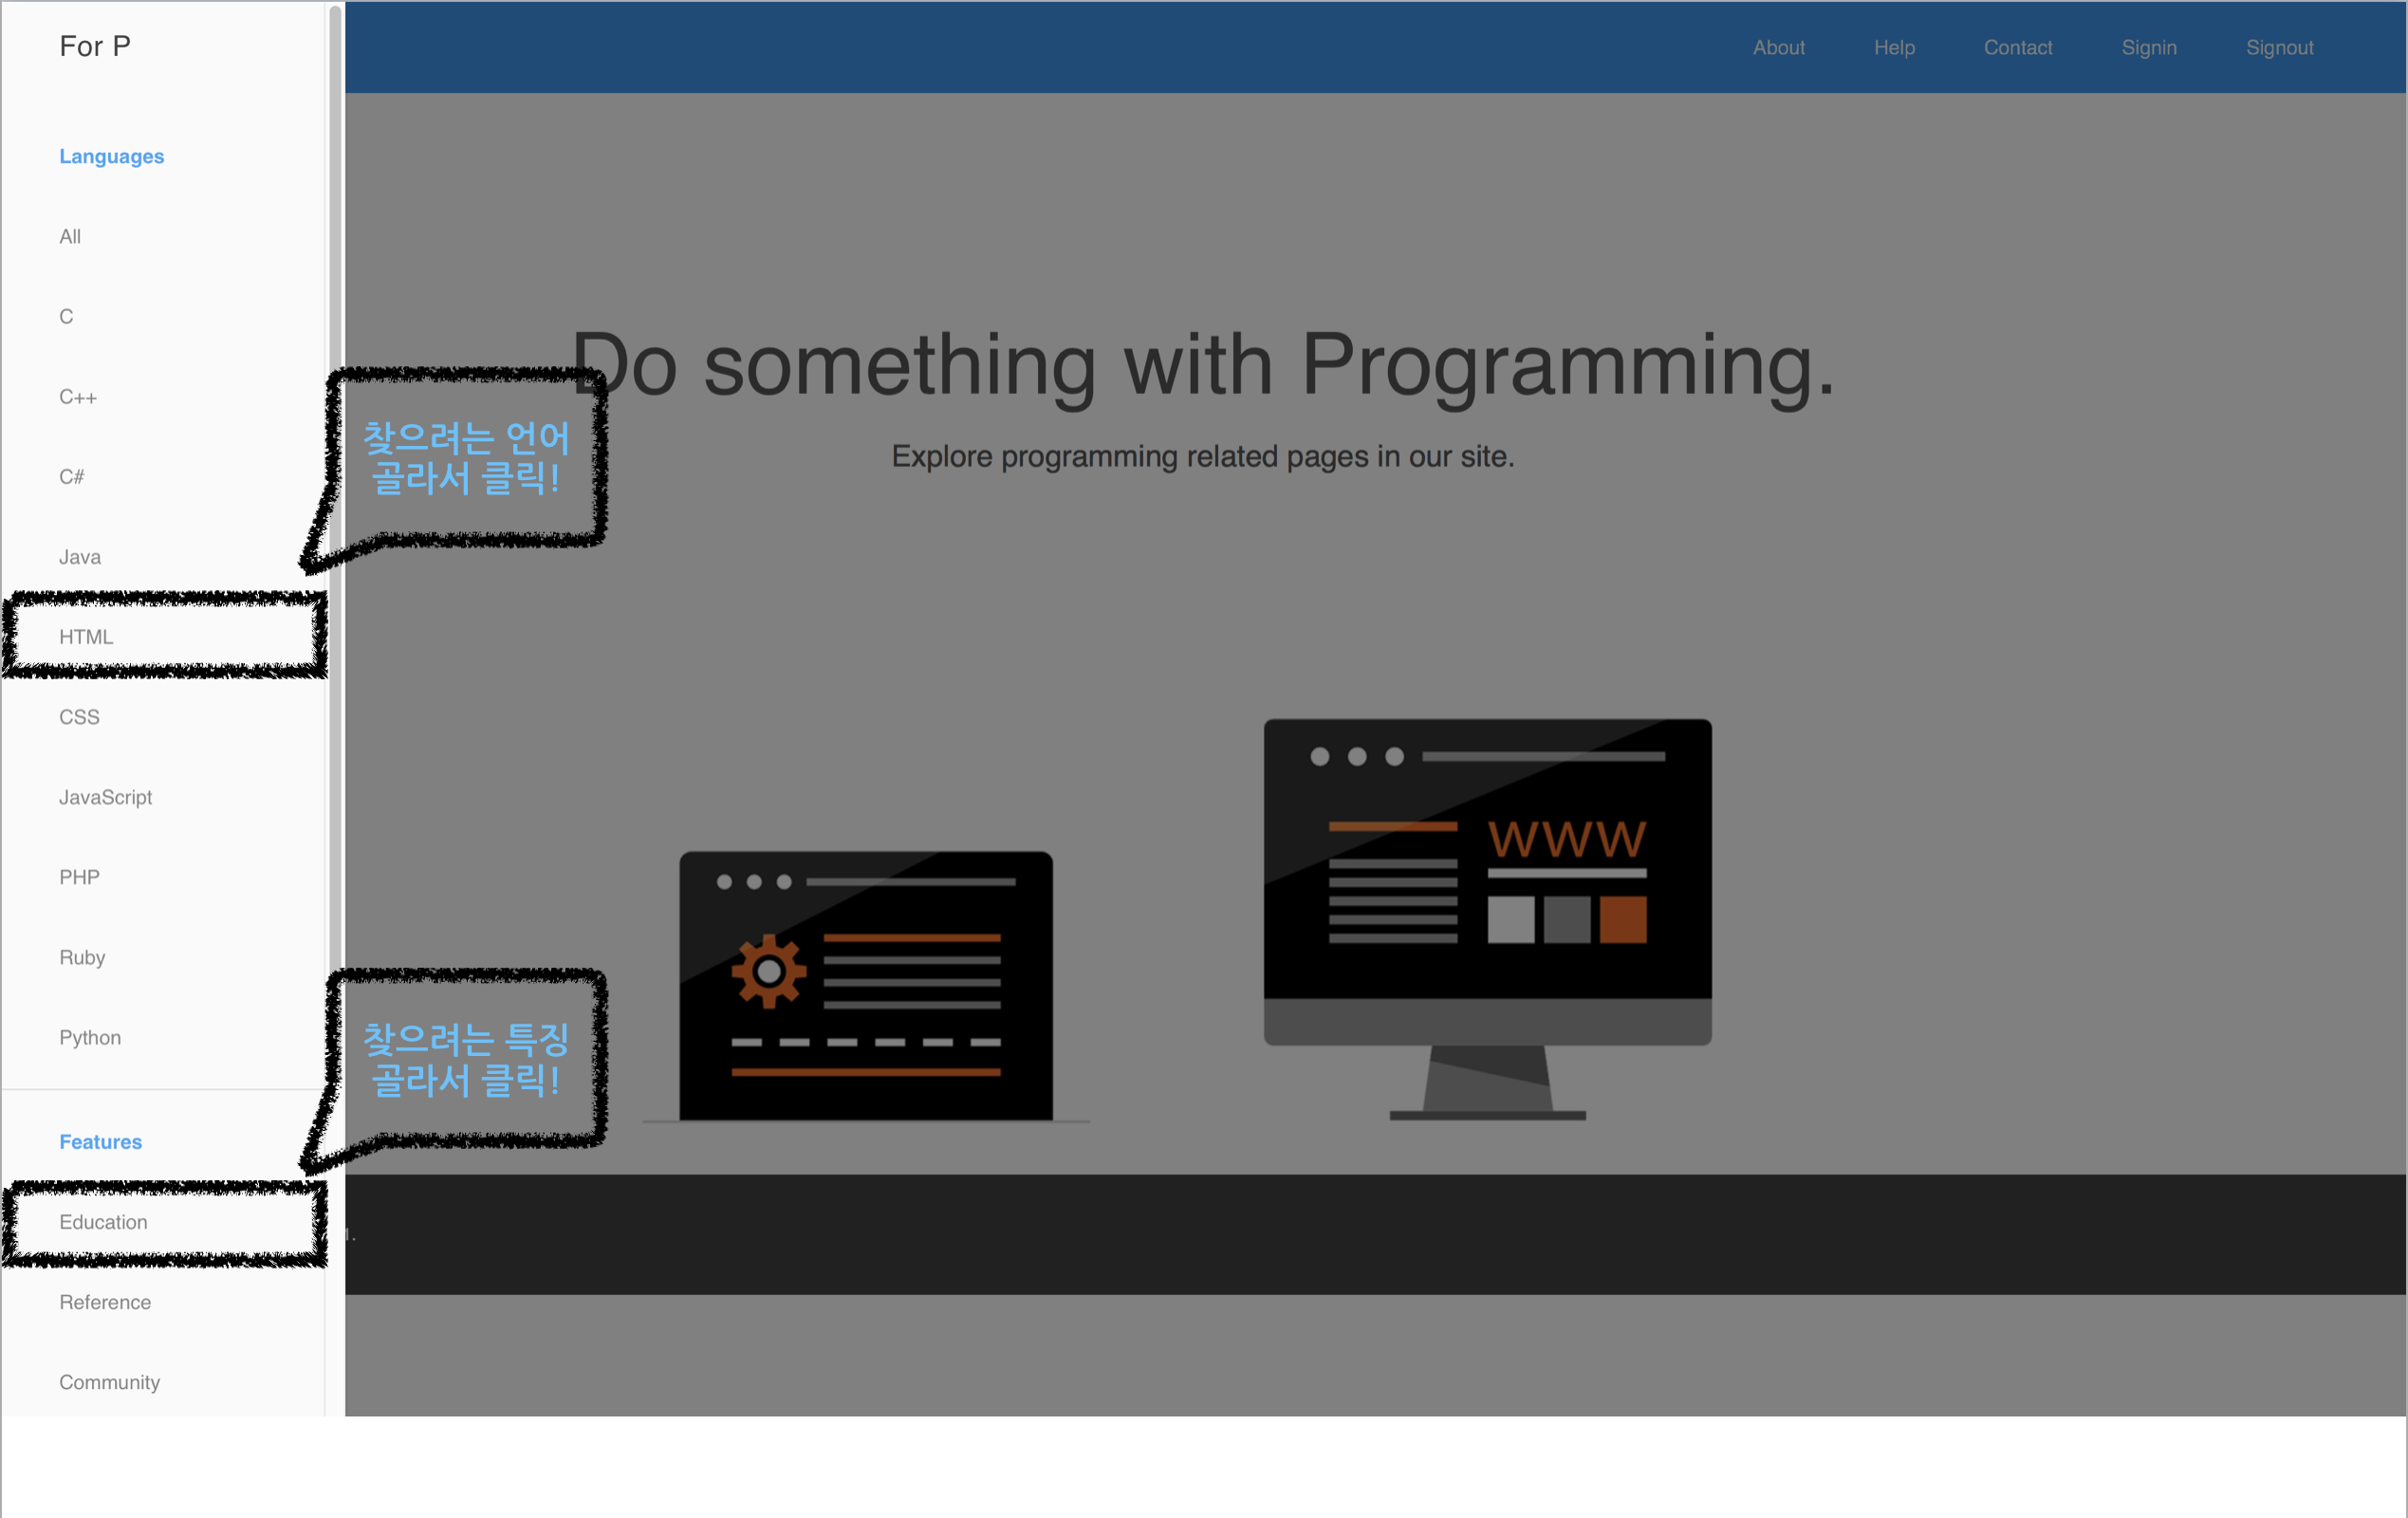 For P
About Help Contact Signin Signout
Languages
All
C
C++
C#
Java
HTML
CSS
JavaScript
PHP
Ruby
Python
Features
Education
Reference
Community
찾으려는 언어
골라서 클릭!
찾으려는 특징
골라서 클릭!
Do something with Programming.
Explore programming related pages in our site.
WWW